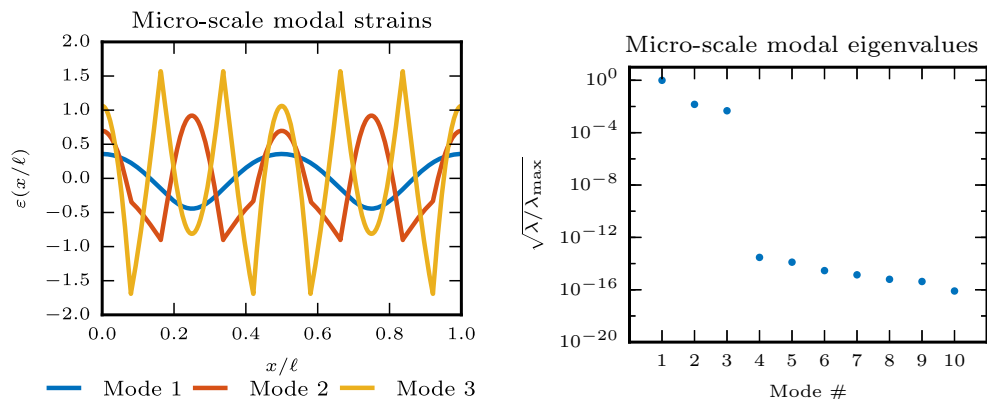 Micro-scale modal strains
2.0
1.5
1.0
0.5
0.0
−0.5
−1.0
−1.5
−2.0
ε(x/ℓ)
0.0 0.2 0.4 0.6 0.8 1.0
x/ℓ
Mode 1 Mode 2 Mode 3
Micro-scale modal eigenvalues
10⁰
10⁻⁴
10⁻⁸
10⁻¹²
10⁻¹⁶
10⁻²⁰
√λ/λmax
1 2 3 4 5 6 7 8 9 10
Mode #